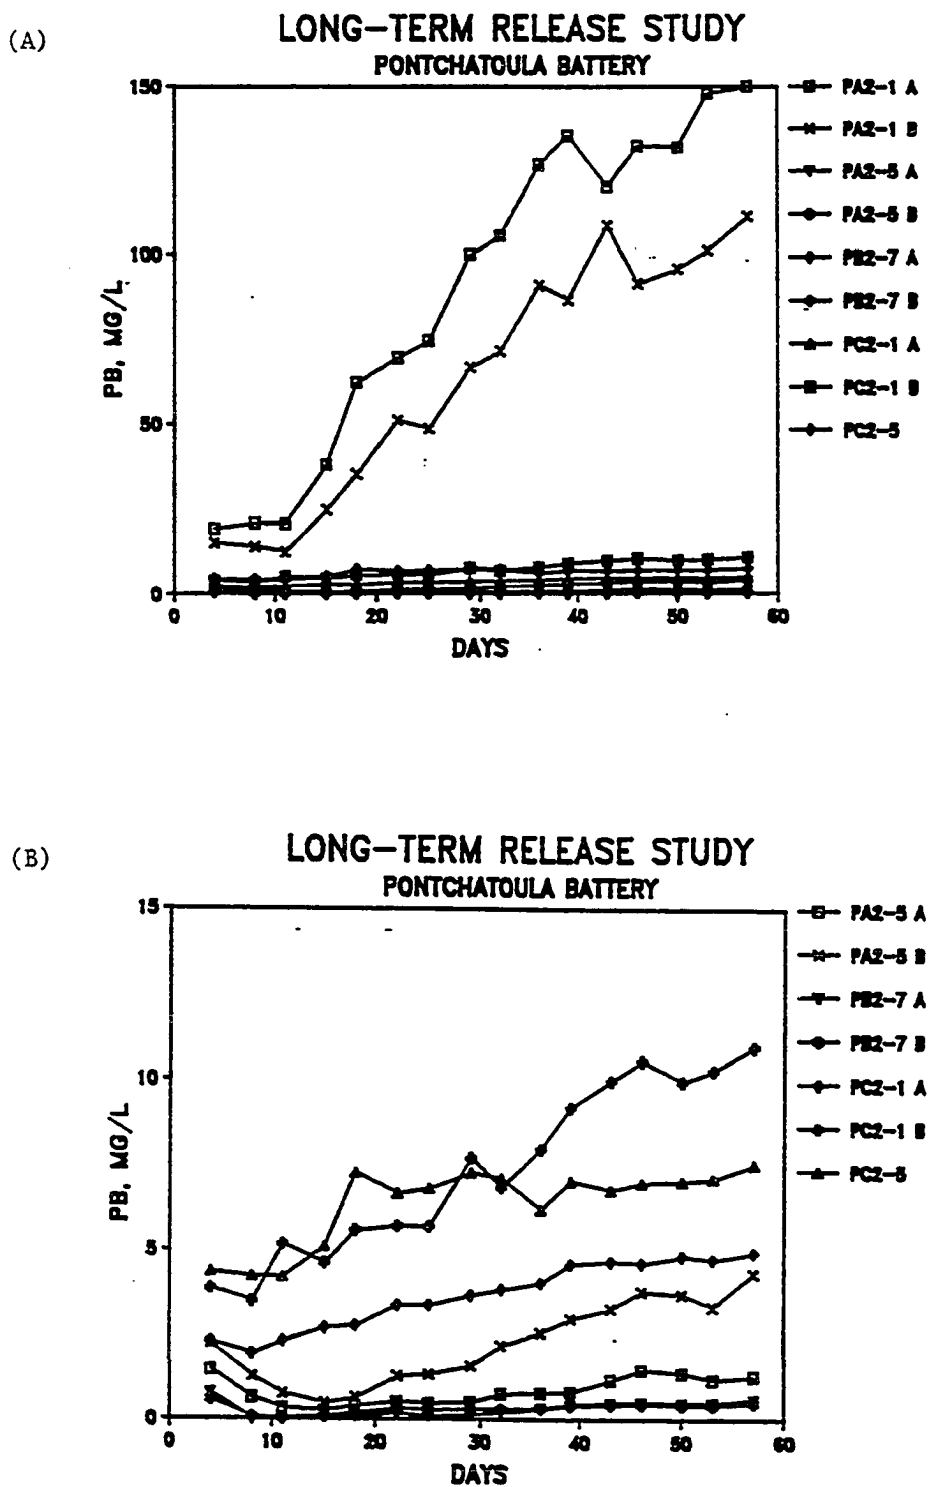 (A)
LONG-TERM RELEASE STUDY
PONTCHATOULA BATTERY
PB, MG/L
150
100
50
0
0 10 20 30 40 50 60
DAYS
PA2-1 A
PA2-1 B
PA2-5 A
PA2-5 B
PB2-7 A
PB2-7 B
PC2-1 A
PC2-1 B
PC2-5
(B)
LONG-TERM RELEASE STUDY
PONTCHATOULA BATTERY
PB, MG/L
15
10
5
0
0 10 20 30 40 50 60
DAYS
PA2-5 A
PA2-5 B
PB2-7 A
PB2-7 B
PC2-1 A
PC2-1 B
PC2-5